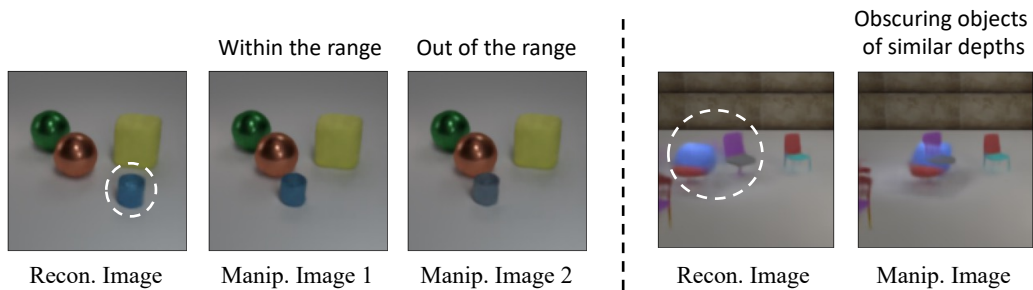 Within the range
Out of the range
Obscuring objects
of similar depths
Recon. Image
Manip. Image 1
Manip. Image 2
Recon. Image
Manip. Image